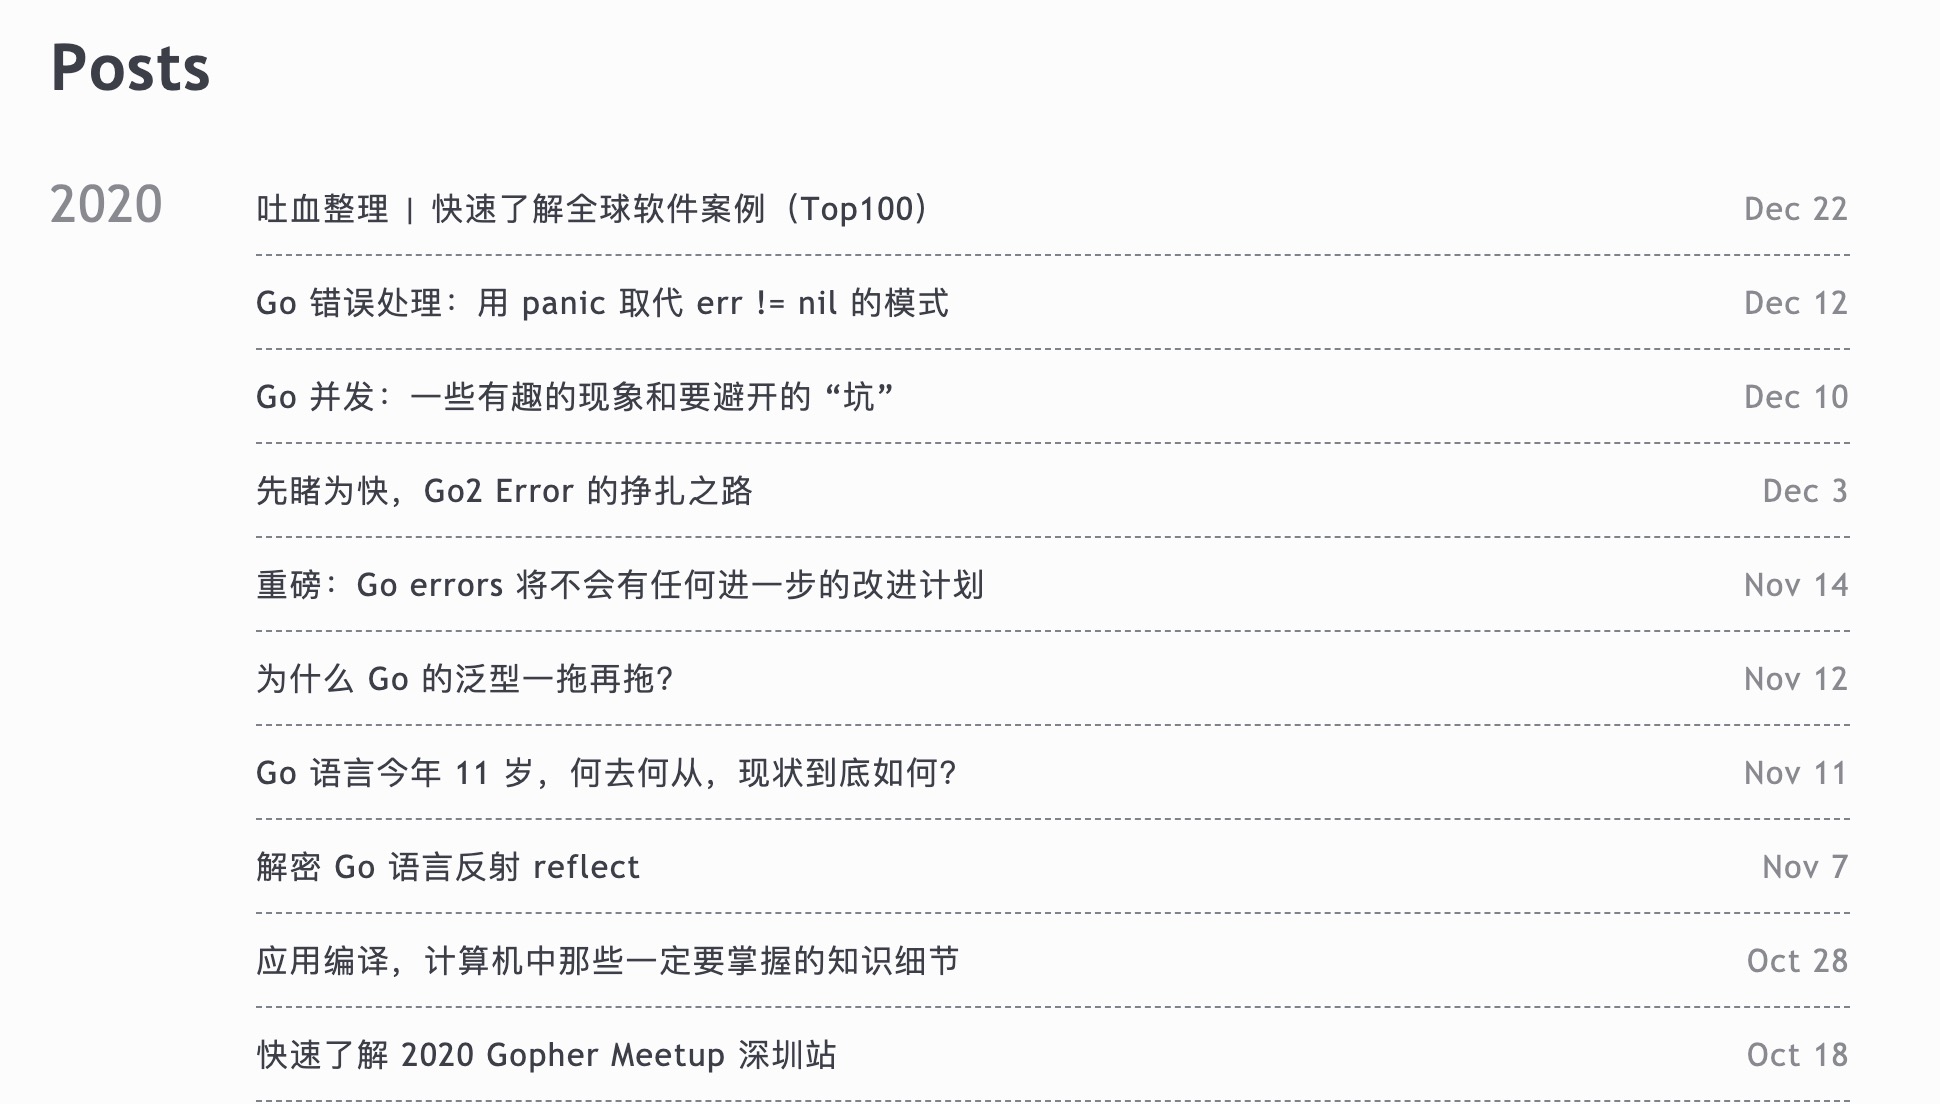 Posts
2020
吐血整理 | 快速了解全球软件案例（Top100） Dec 22
Go 错误处理：用 panic 取代 err != nil 的模式 Dec 12
Go 并发：一些有趣的现象和要避开的 “坑” Dec 10
先睹为快，Go2 Error 的挣扎之路 Dec 3
重磅：Go errors 将不会有任何进一步的改进计划 Nov 14
为什么 Go 的泛型一拖再拖？ Nov 12
Go 语言今年 11 岁，何去何从，现状到底如何？ Nov 11
解密 Go 语言反射 reflect Nov 7
应用编译，计算机中那些一定要掌握的知识细节 Oct 28
快速了解 2020 Gopher Meetup 深圳站 Oct 18